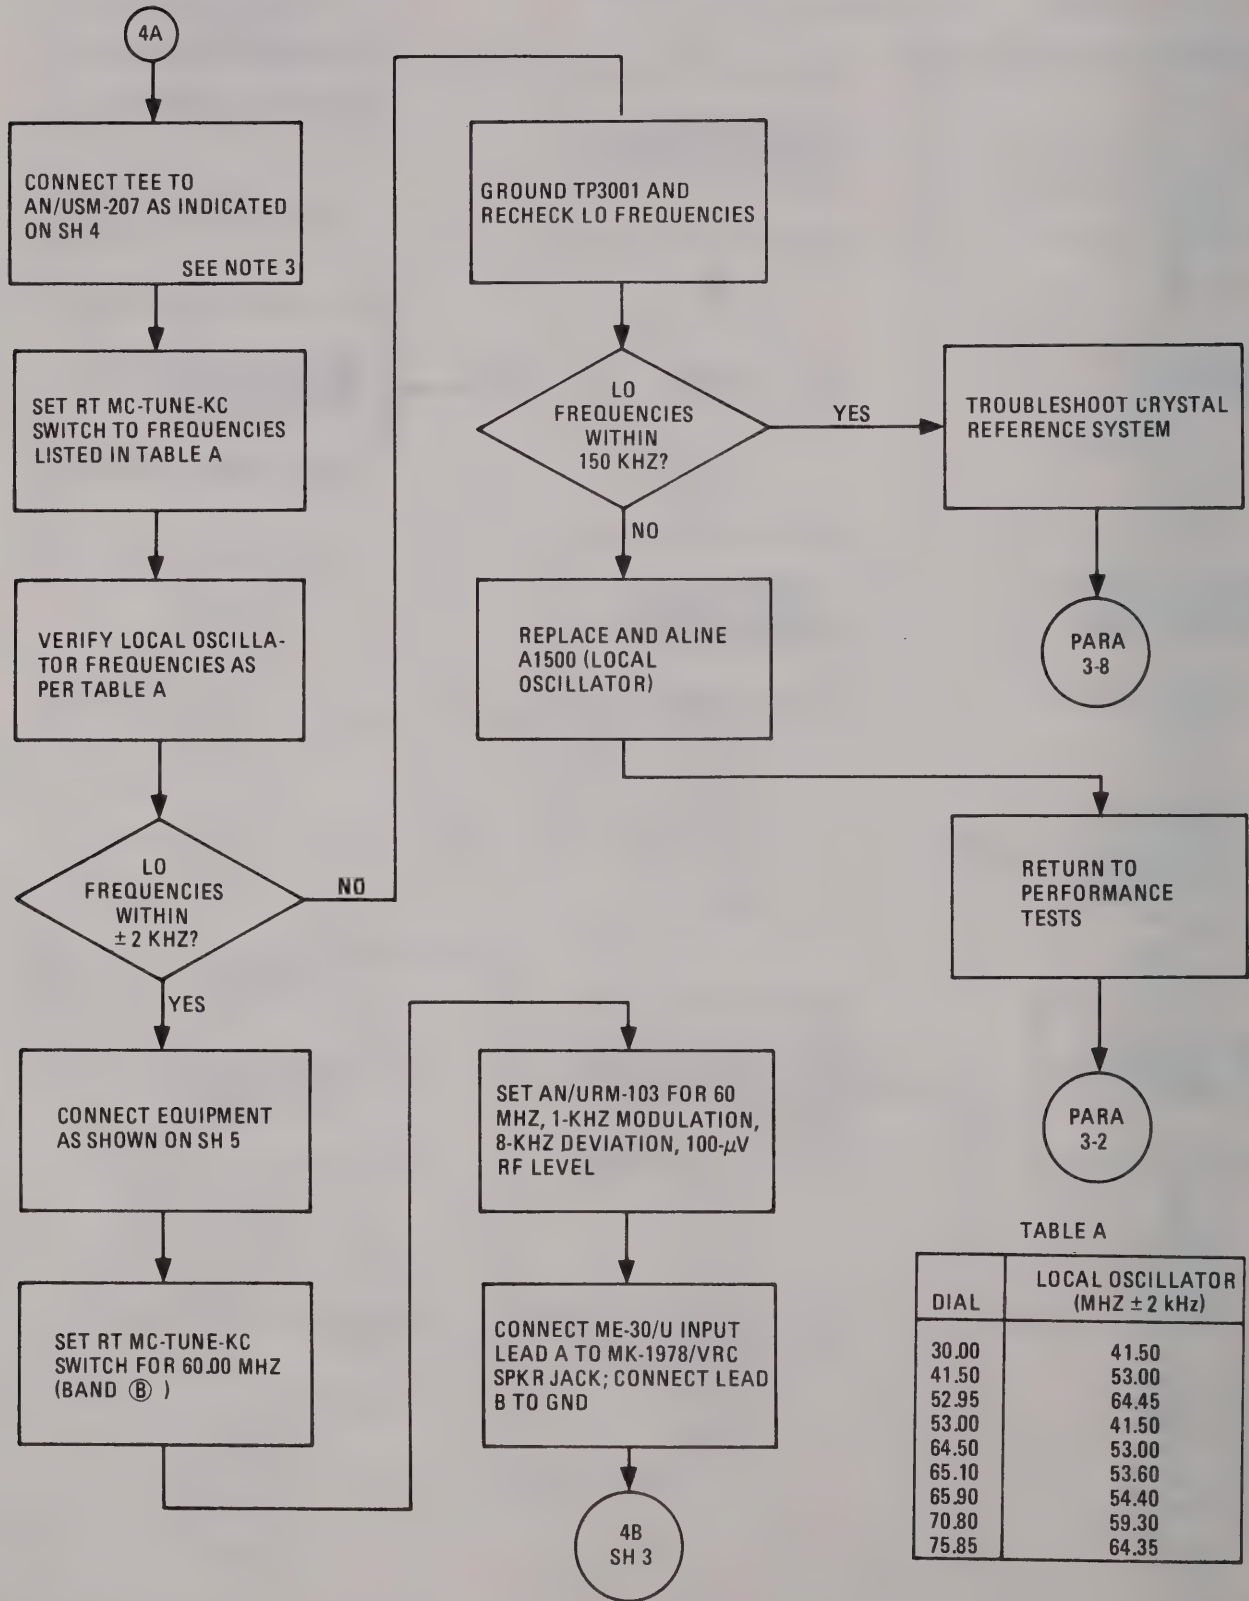 4A
CONNECT TEE TO
AN/USM-207 AS INDICATED
ON SH 4
SEE NOTE 3
SET RT MC-TUNE-KC
SWITCH TO FREQUENCIES
LISTED IN TABLE A
VERIFY LOCAL OSCILLA-
TOR FREQUENCIES AS
PER TABLE A
LO
FREQUENCIES
WITHIN
± 2 KHZ?
NO
YES
CONNECT EQUIPMENT
AS SHOWN ON SH 5
SET RT MC-TUNE-KC
SWITCH FOR 60.00 MHZ
(BAND Ⓑ )
GROUND TP3001 AND
RECHECK LO FREQUENCIES
LO
FREQUENCIES
WITHIN
150 KHZ?
YES
NO
REPLACE AND ALINE
A1500 (LOCAL
OSCILLATOR)
SET AN/URM-103 FOR 60
MHZ, 1-KHZ MODULATION,
8-KHZ DEVIATION, 100-μV
RF LEVEL
CONNECT ME-30/U INPUT
LEAD A TO MK-1978/VRC
SPKR JACK; CONNECT LEAD
B TO GND
4B
SH 3
TROUBLESHOOT CRYSTAL
REFERENCE SYSTEM
PARA
3-8
RETURN TO
PERFORMANCE
TESTS
PARA
3-2
TABLE A
DIAL LOCAL OSCILLATOR
(MHZ ± 2 kHz)
30.00 41.50
41.50 53.00
52.95 64.45
53.00 41.50
64.50 53.00
65.10 53.60
65.90 54.40
70.80 59.30
75.85 64.35